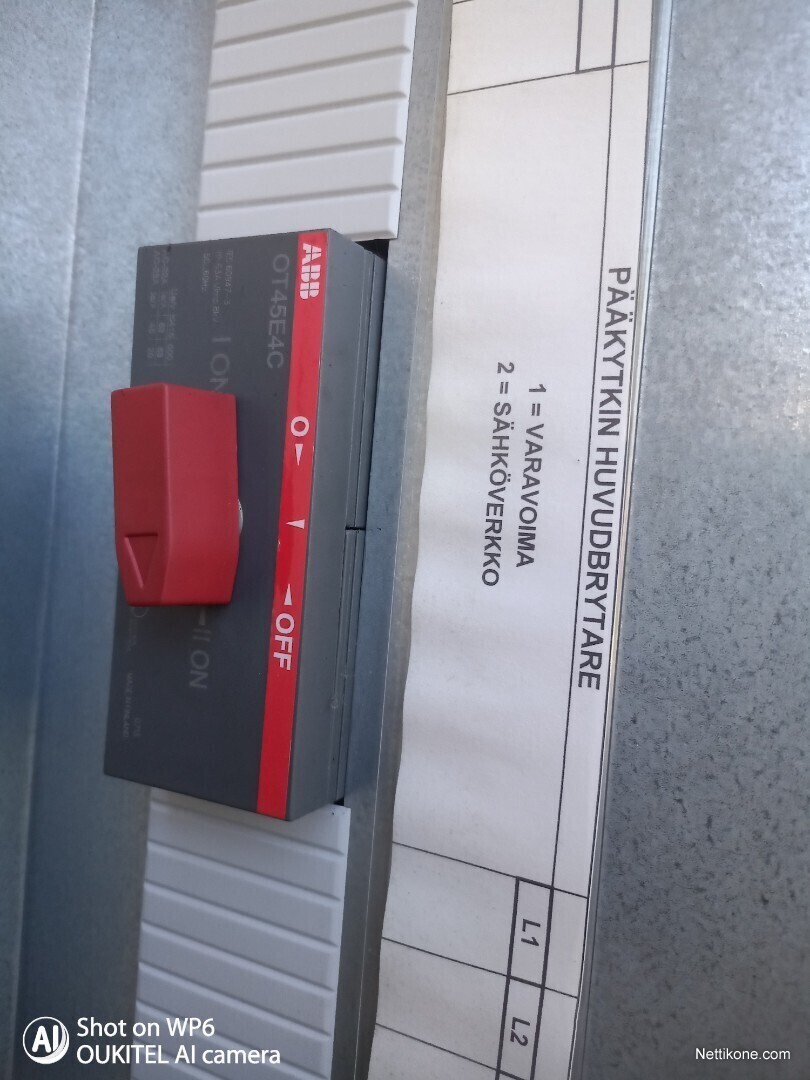 PÄÄKYTKIN HUVUDBRYTARE
1 = VARAVOIMA
2 = SÄHKÖVERKKO
L1
L2
ABB
O
OFF
OT45E4C
I ON
II ON
AI
Shot on WP6
OUKITEL AI camera
Nettikone.com